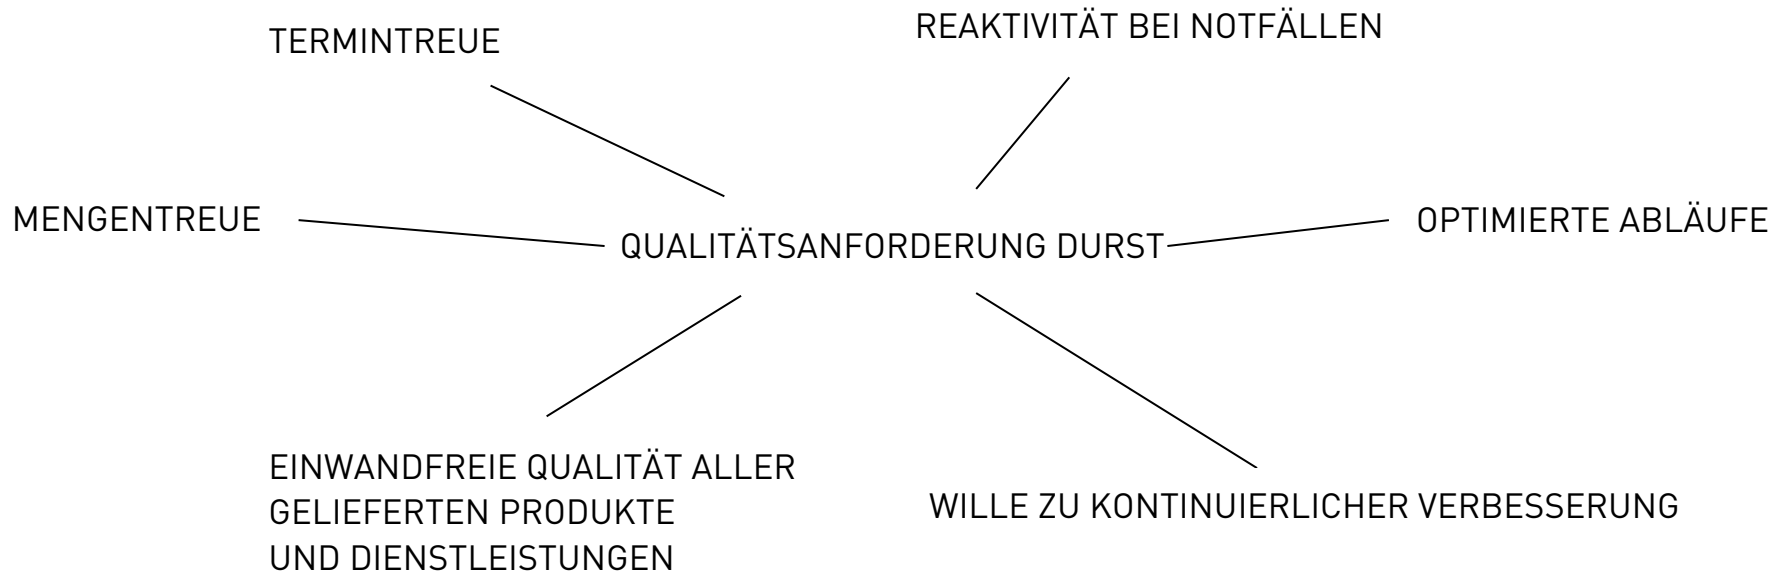 TERMINTREUE
REAKTIVITÄT BEI NOTFÄLLEN
MENGENTREUE
OPTIMIERTE ABLÄUFE
QUALITÄTSANFORDERUNG DURST
EINWANDFREIE QUALITÄT ALLER
GELIEFERTEN PRODUKTE
UND DIENSTLEISTUNGEN
WILLE ZU KONTINUIERLICHER VERBESSERUNG